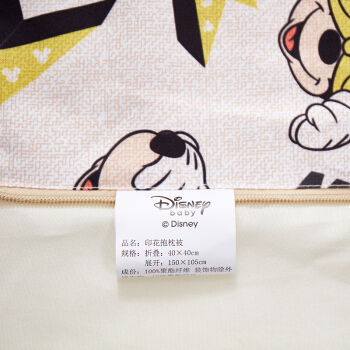 Disney
baby
© Disney
品名: 印花抱枕被
规格: 折叠: 40×40cm
展开: 150×105cm
成份: 100%聚酯纤维 装饰物除外